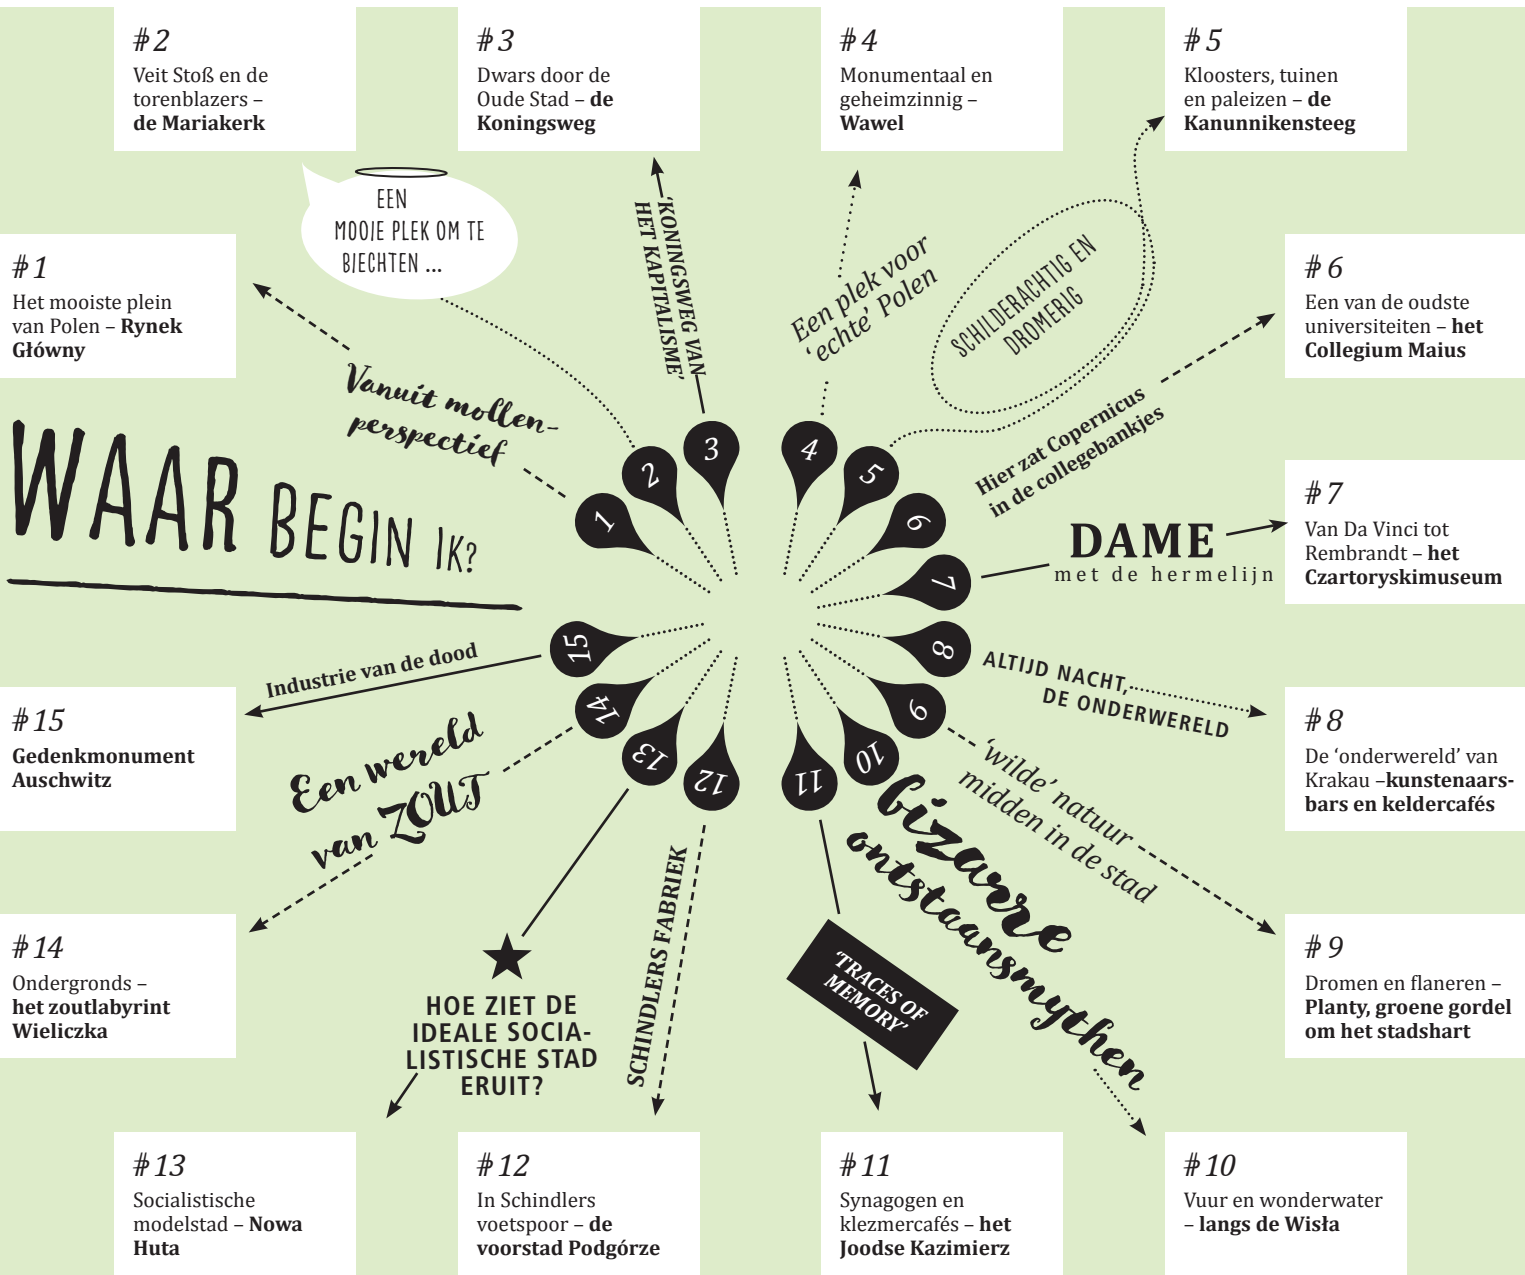 #2
Veit Stoß en de
torenblazers –
de Mariakerk
#3
Dwars door de
Oude Stad – de
Koningsweg
#4
Monumentaal en
geheimzinnig –
Wawel
#5
Kloosters, tuinen
en paleizen – de
Kanunnikensteeg
EEN
MOOIE PLEK OM TE
BIECHTEN ...
'KONINGSWEG VAN
HET KAPITALISME'
Een plek voor
'echte' Polen
SCHILDERACHTIG EN
DROMERIG
#1
Het mooiste plein
van Polen – Rynek
Główny
#6
Een van de oudste
universiteiten – het
Collegium Maius
Vanuit mollen-
perspectief
Hier zat Copernicus
in de collegebankjes
WAAR BEGIN IK?
1
2
3
4
5
6
7
8
9
10
11
12
13
14
15
DAME
met de hermelijn
#7
Van Da Vinci tot
Rembrandt – het
Czartoryskimuseum
Industrie van de dood
ALTIJD NACHT,
DE ONDERWERELD
#15
Gedenkmonument
Auschwitz
#8
De 'onderwereld' van
Krakau –kunstenaars-
bars en keldercafés
Een wereld
van ZOUT
'wilde' natuur
midden in de stad
bizarre
ontstaansmythen
SCHINDLERS FABRIEK
'TRACES OF
MEMORY'
#14
Ondergronds –
het zoutlabyrint
Wieliczka
HOE ZIET DE
IDEALE SOCIA-
LISTISCHE STAD
ERUIT?
#9
Dromen en flaneren –
Planty, groene gordel
om het stadshart
#13
Socialistische
modelstad – Nowa
Huta
#12
In Schindlers
voetspoor – de
voorstad Podgórze
#11
Synagogen en
klezmercafés – het
Joodse Kazimierz
#10
Vuur en wonderwater
– langs de Wisła